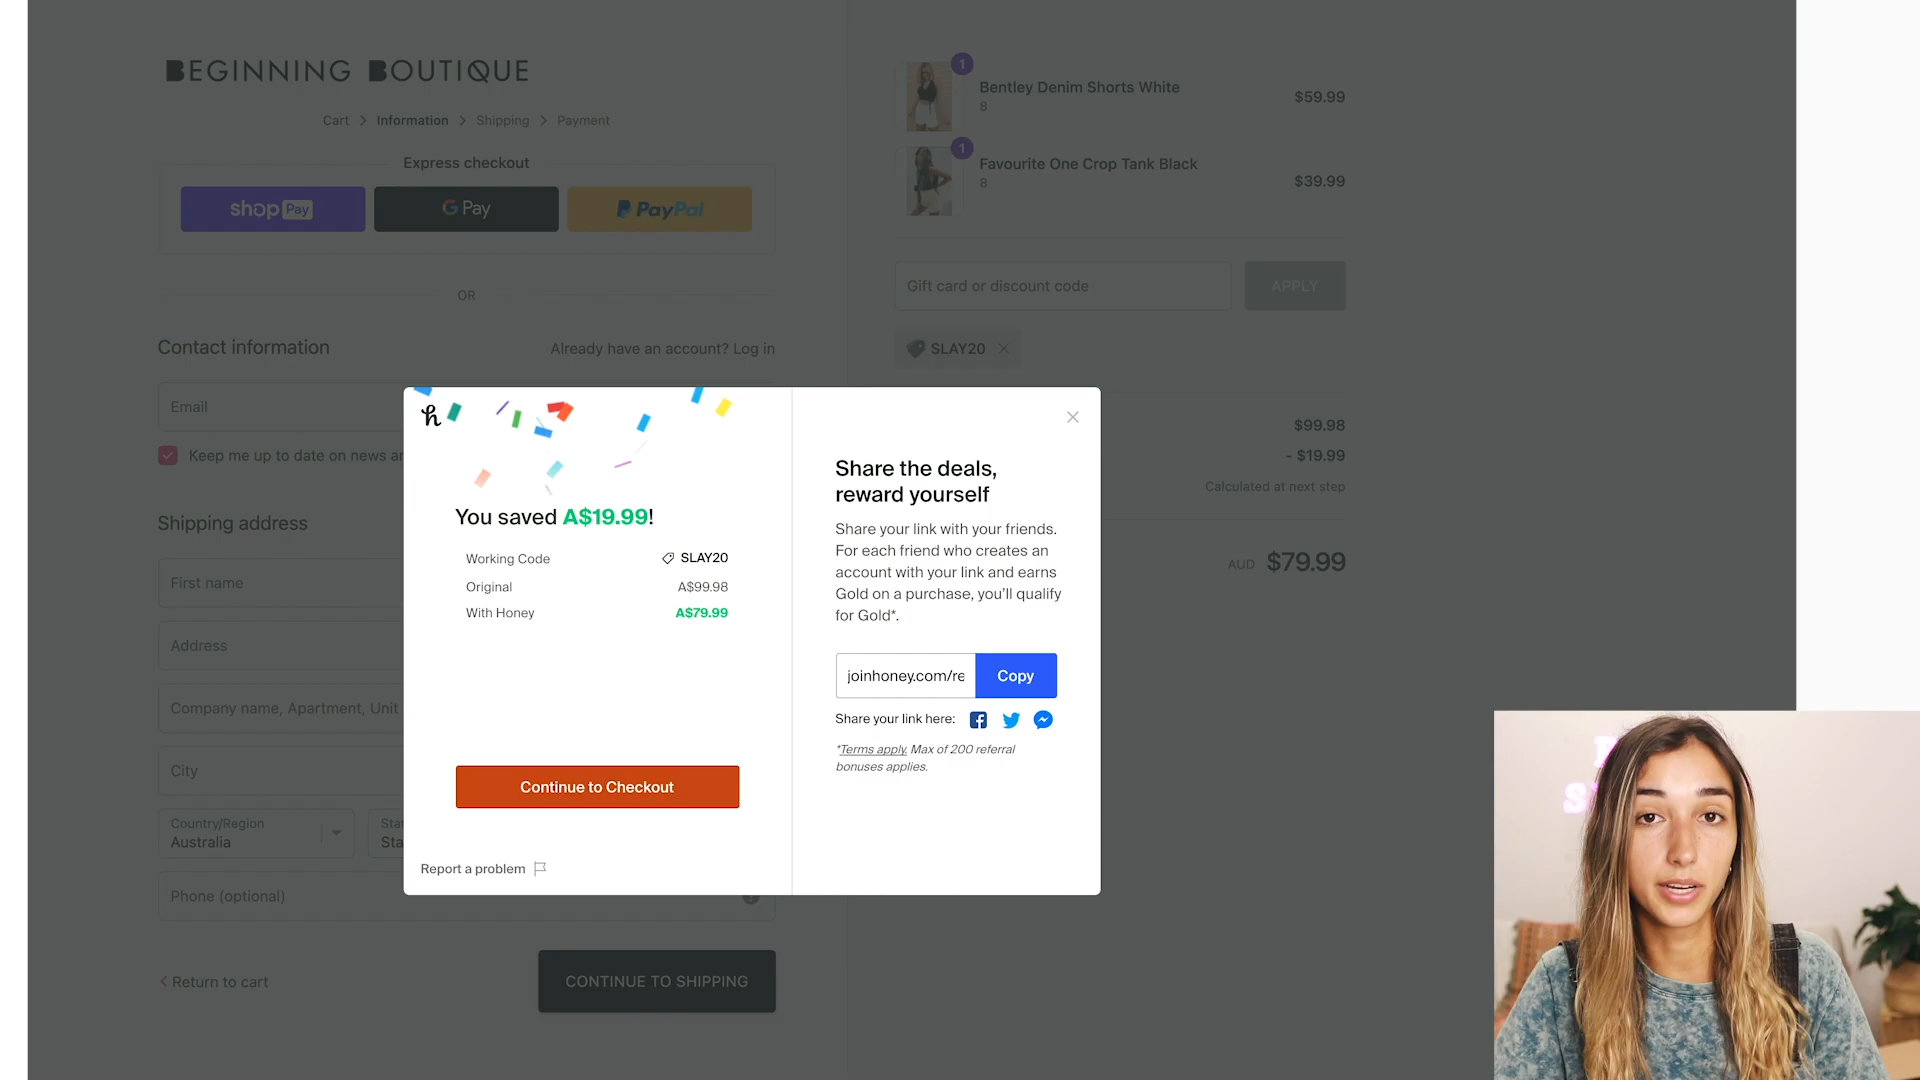 BEGINNING BOUTIQUE
Cart > Information > Shipping > Payment
Express checkout
shop Pay
G Pay
PayPal
OR
Contact information
Already have an account? Log in
Email
Keep me up to date on news an
Shipping address
First name
Address
Company name, Apartment, Unit
City
Country/Region
Australia
Sta
Sta
Phone (optional)
< Return to cart
CONTINUE TO SHIPPING
1
Bentley Denim Shorts White
8
$59.99
1
Favourite One Crop Tank Black
8
$39.99
Gift card or discount code
APPLY
SLAY20
$99.98
- $19.99
Calculated at next step
AUD $79.99
h
You saved A$19.99!
Working Code SLAY20
Original A$99.98
With Honey A$79.99
Continue to Checkout
Report a problem
Share the deals,
reward yourself
Share your link with your friends.
For each friend who creates an
account with your link and earns
Gold on a purchase, you'll qualify
for Gold*.
joinhoney.com/re
Copy
Share your link here:
*Terms apply. Max of 200 referral
bonuses applies.